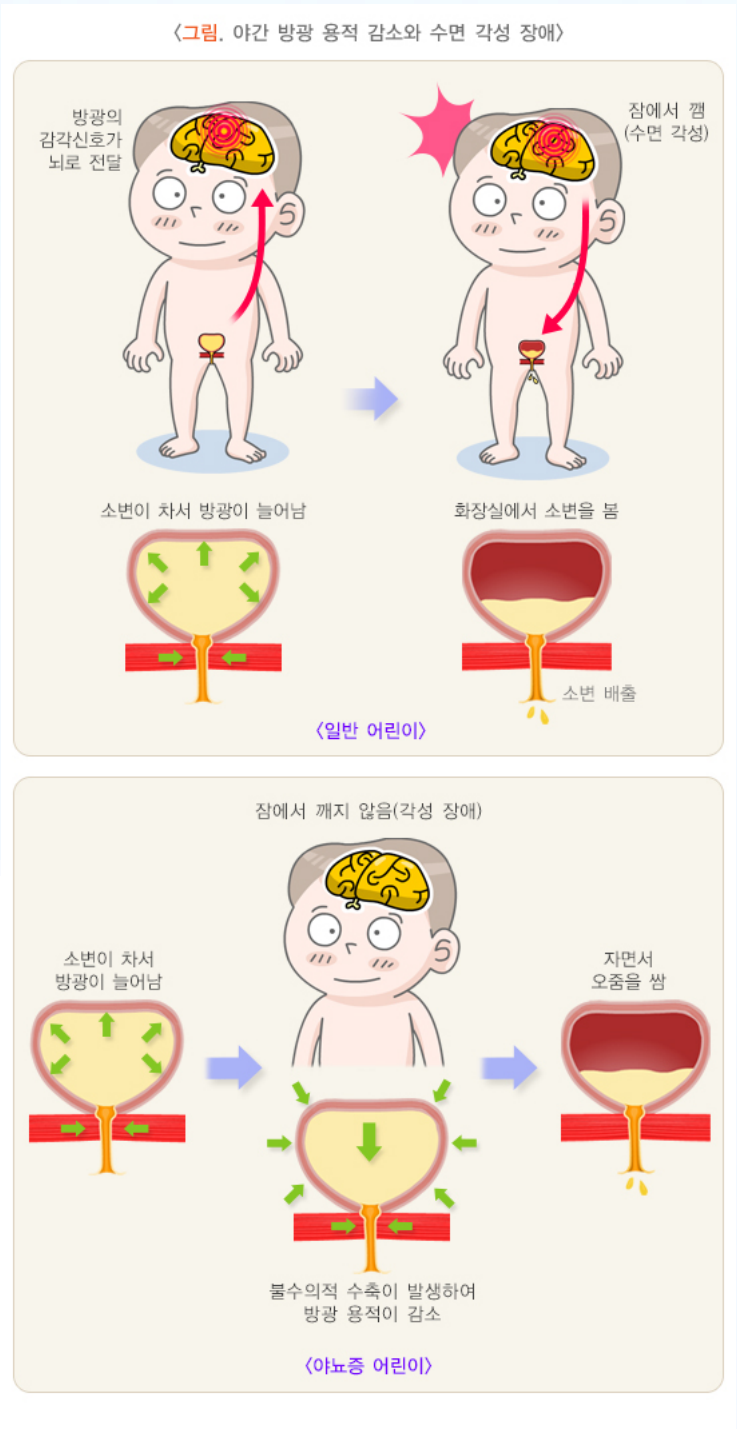 〈그림. 야간 방광 용적 감소와 수면 각성 장애〉
방광의
감각신호가
뇌로 전달
잠에서 깸
(수면 각성)
소변이 차서 방광이 늘어남
화장실에서 소변을 봄
소변 배출
〈일반 어린이〉
잠에서 깨지 않음(각성 장애)
소변이 차서
방광이 늘어남
자면서
오줌을 쌈
불수의적 수축이 발생하여
방광 용적이 감소
〈야뇨증 어린이〉